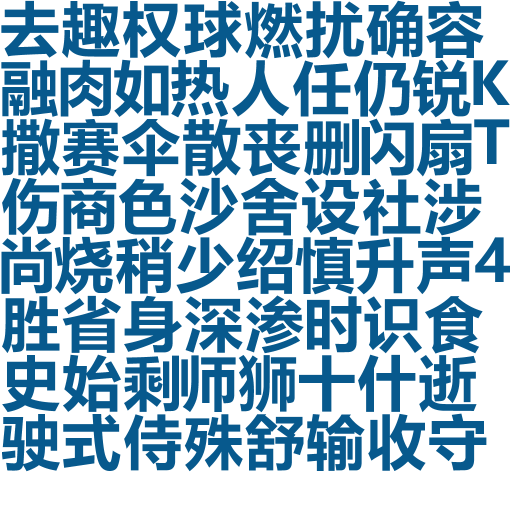 去趣权球燃扰确容
融肉如热人任仍锐K
撒赛伞散丧删闪扇T
伤商色沙舍设社涉
尚烧稍少绍慎升声4
胜省身深渗时识食
史始剩师狮十什逝
驶式侍殊舒输收守